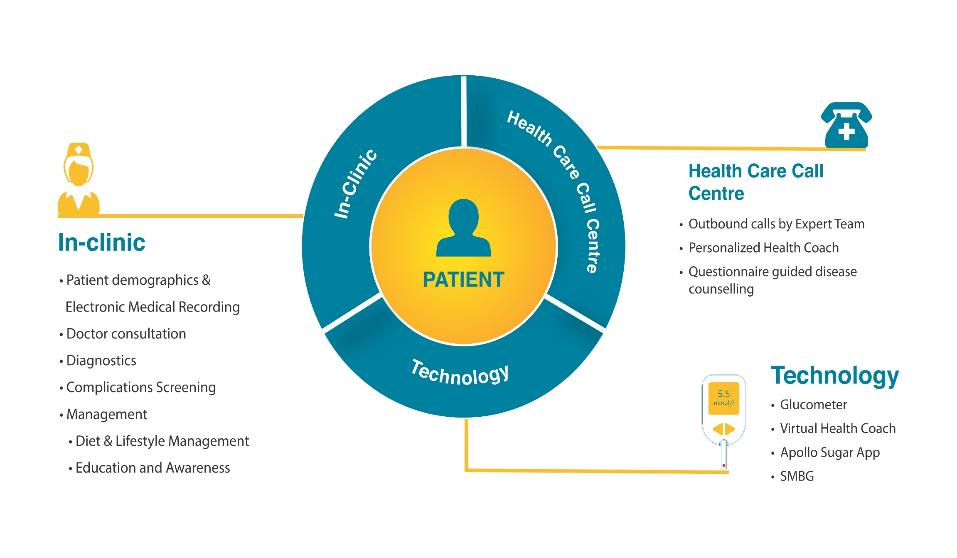 In-Clinic
Health Care Call Centre
Technology
PATIENT
In-clinic
• Patient demographics &
Electronic Medical Recording
• Doctor consultation
• Diagnostics
• Complications Screening
• Management
• Diet & Lifestyle Management
• Education and Awareness
Health Care Call
Centre
• Outbound calls by Expert Team
• Personalized Health Coach
• Questionnaire guided disease
counselling
5.5
mmol/l
Technology
• Glucometer
• Virtual Health Coach
• Apollo Sugar App
• SMBG